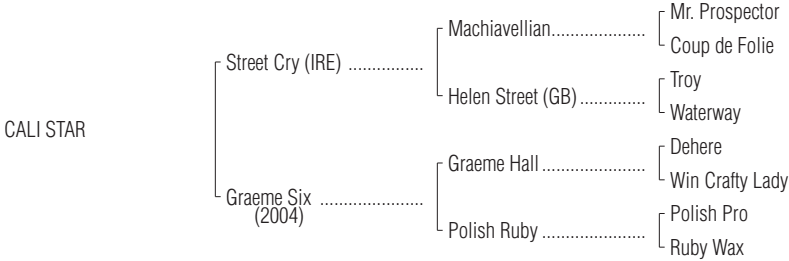 Mr. Prospector
Machiavellian....................
Coup de Folie
Street Cry (IRE) ................
Troy
Helen Street (GB)..............
Waterway
CALI STAR
Dehere
Graeme Hall ......................
Win Crafty Lady
Graeme Six ......................
(2004)
Polish Pro
Polish Ruby ......................
Ruby Wax